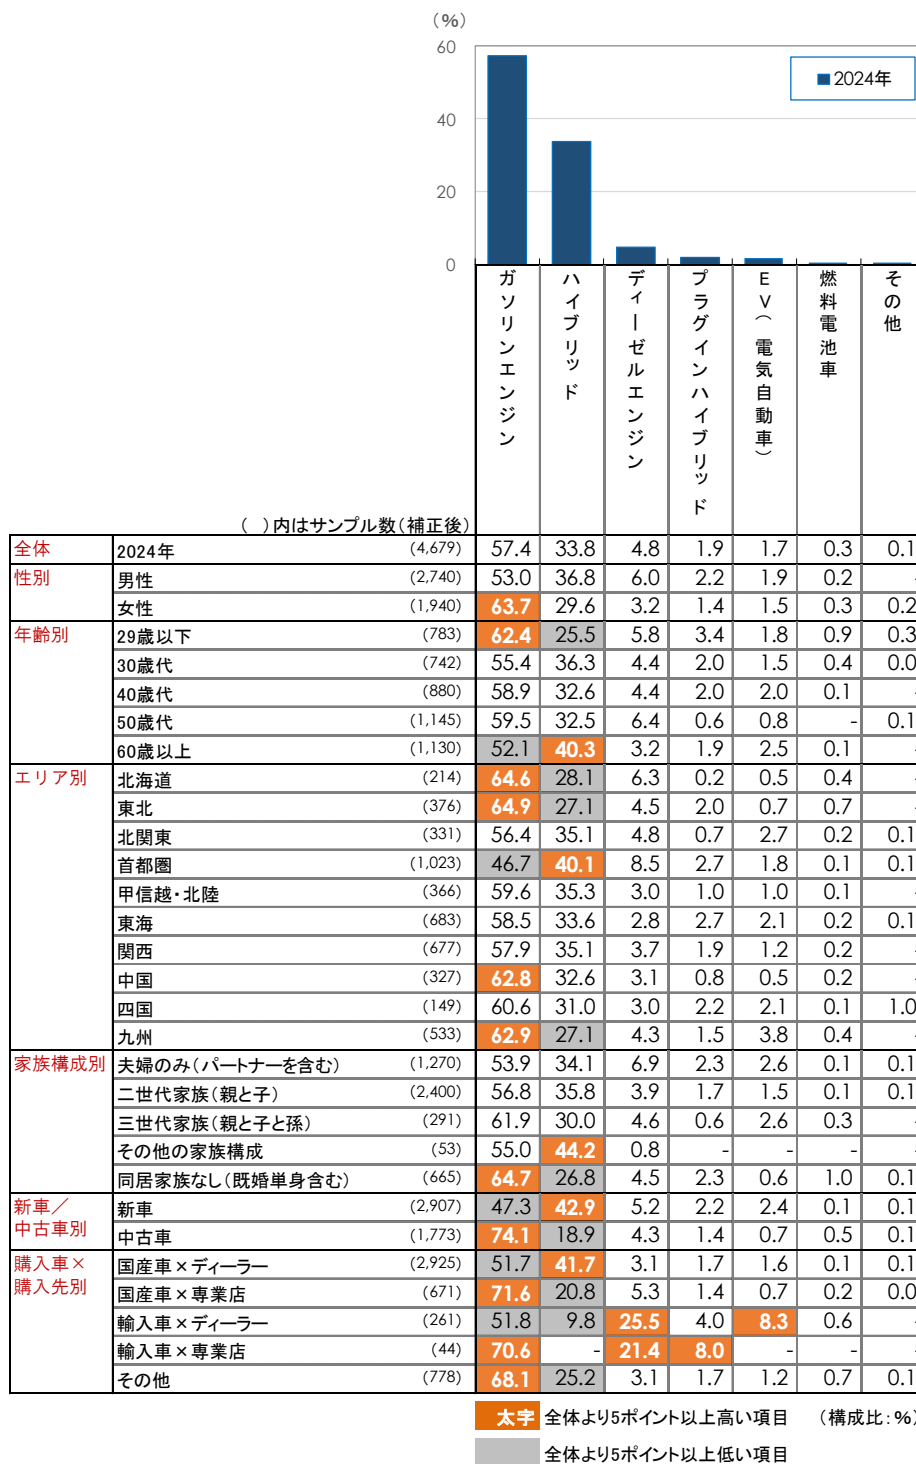 （%）
60
40
20
0
■2024年
ガソリンエンジン
ハイブリッド
ディーゼルエンジン
プラグインハイブリッド
EV（電気自動車）
燃料電池車
その他
（　）内はサンプル数（補正後）
全体 2024年 (4,679) 57.4 33.8 4.8 1.9 1.7 0.3 0.1
性別 男性 (2,740) 53.0 36.8 6.0 2.2 1.9 0.2 -
女性 (1,940) 63.7 29.6 3.2 1.4 1.5 0.3 0.2
年齢別 29歳以下 (783) 62.4 25.5 5.8 3.4 1.8 0.9 0.3
30歳代 (742) 55.4 36.3 4.4 2.0 1.5 0.4 0.0
40歳代 (880) 58.9 32.6 4.4 2.0 2.0 0.1 -
50歳代 (1,145) 59.5 32.5 6.4 0.6 0.8 - 0.1
60歳以上 (1,130) 52.1 40.3 3.2 1.9 2.5 0.1 -
エリア別 北海道 (214) 64.6 28.1 6.3 0.2 0.5 0.4 -
東北 (376) 64.9 27.1 4.5 2.0 0.7 0.7 -
北関東 (331) 56.4 35.1 4.8 0.7 2.7 0.2 0.1
首都圏 (1,023) 46.7 40.1 8.5 2.7 1.8 0.1 0.1
甲信越・北陸 (366) 59.6 35.3 3.0 1.0 1.0 0.1 -
東海 (683) 58.5 33.6 2.8 2.7 2.1 0.2 0.1
関西 (677) 57.9 35.1 3.7 1.9 1.2 0.2 -
中国 (327) 62.8 32.6 3.1 0.8 0.5 0.2 -
四国 (149) 60.6 31.0 3.0 2.2 2.1 0.1 1.0
九州 (533) 62.9 27.1 4.3 1.5 3.8 0.4 -
家族構成別 夫婦のみ（パートナーを含む） (1,270) 53.9 34.1 6.9 2.3 2.6 0.1 0.1
二世代家族（親と子） (2,400) 56.8 35.8 3.9 1.7 1.5 0.1 0.1
三世代家族（親と子と孫） (291) 61.9 30.0 4.6 0.6 2.6 0.3 -
その他の家族構成 (53) 55.0 44.2 0.8 - - - -
同居家族なし（既婚単身含む） (665) 64.7 26.8 4.5 2.3 0.6 1.0 0.1
新車／
中古車別
新車 (2,907) 47.3 42.9 5.2 2.2 2.4 0.1 0.1
中古車 (1,773) 74.1 18.9 4.3 1.4 0.7 0.5 0.1
購入車×
購入先別
国産車×ディーラー (2,925) 51.7 41.7 3.1 1.7 1.6 0.1 0.1
国産車×専業店 (671) 71.6 20.8 5.3 1.4 0.7 0.2 0.0
輸入車×ディーラー (261) 51.8 9.8 25.5 4.0 8.3 0.6 -
輸入車×専業店 (44) 70.6 - 21.4 8.0 - - -
その他 (778) 68.1 25.2 3.1 1.7 1.2 0.7 0.1
太字 全体より5ポイント以上高い項目 （構成比：%）
全体より5ポイント以上低い項目